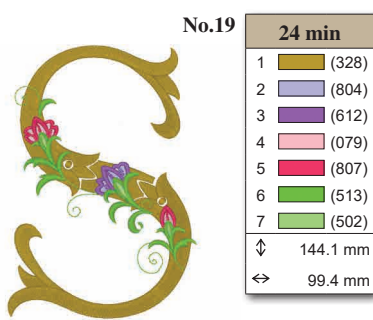 No.19
24 min
1 (328)
2 (804)
3 (612)
4 (079)
5 (807)
6 (513)
7 (502)
144.1 mm
99.4 mm